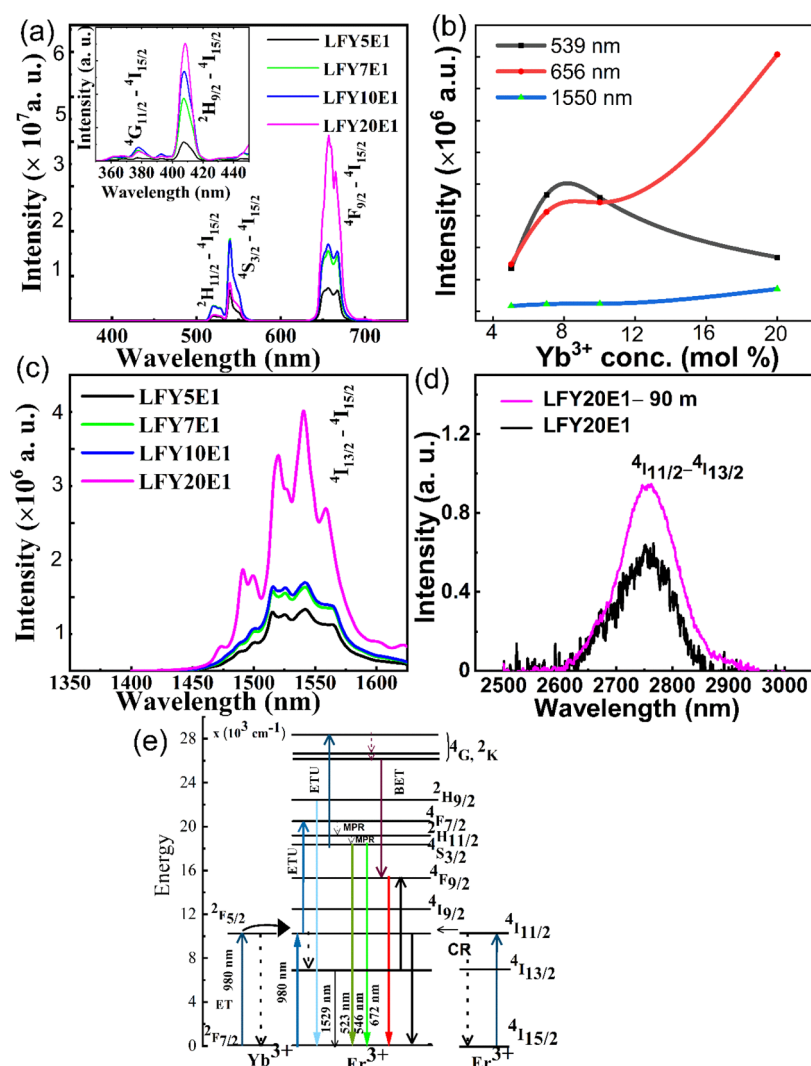 (a)
Intensity (× 10⁷a. u.)
6
5
4
3
2
1
400 500 600 700
Wavelength (nm)
LFY5E1
LFY7E1
LFY10E1
LFY20E1
Intensity (a. u.)
360 380 400 420 440
Wavelength (nm)
⁴G₁₁/₂ - ⁴I₁₅/₂
²H₉/₂ - ⁴I₁₅/₂
²H₁₁/₂ - ⁴I₁₅/₂
⁴S₃/₂ - ⁴I₁₅/₂
⁴F₉/₂ - ⁴I₁₅/₂
(b)
Intensity (×10⁶ a.u.)
539 nm
656 nm
1550 nm
4 8 12 16 20
Yb³⁺ conc. (mol %)
(c)
Intensity (×10⁶ a. u.)
4
3
2
1
LFY5E1
LFY7E1
LFY10E1
LFY20E1
⁴I₁₃/₂ - ⁴I₁₅/₂
1350 1400 1450 1500 1550 1600
Wavelength (nm)
(d)
Intensity (a. u.)
1.2
0.8
0.4
0
LFY20E1– 90 m
LFY20E1
⁴I₁₁/₂–⁴I₁₃/₂
2500 2600 2700 2800 2900 3000
Wavelength (nm)
(e)
x (10³ cm⁻¹)
Energy
28
24
20
16
12
8
4
0
⁴G, ²K
²H₉/₂
⁴F₇/₂
²H₁₁/₂
⁴S₃/₂
⁴F₉/₂
⁴I₉/₂
⁴I₁₁/₂
⁴I₁₃/₂
⁴I₁₅/₂
ETU
BET
MPR
MPR
ETU
²F₅/₂
CR
980 nm
ET
980 nm
1529 nm
523 nm
546 nm
672 nm
²F₇/₂
Yb³⁺
Er³⁺
Er³⁺